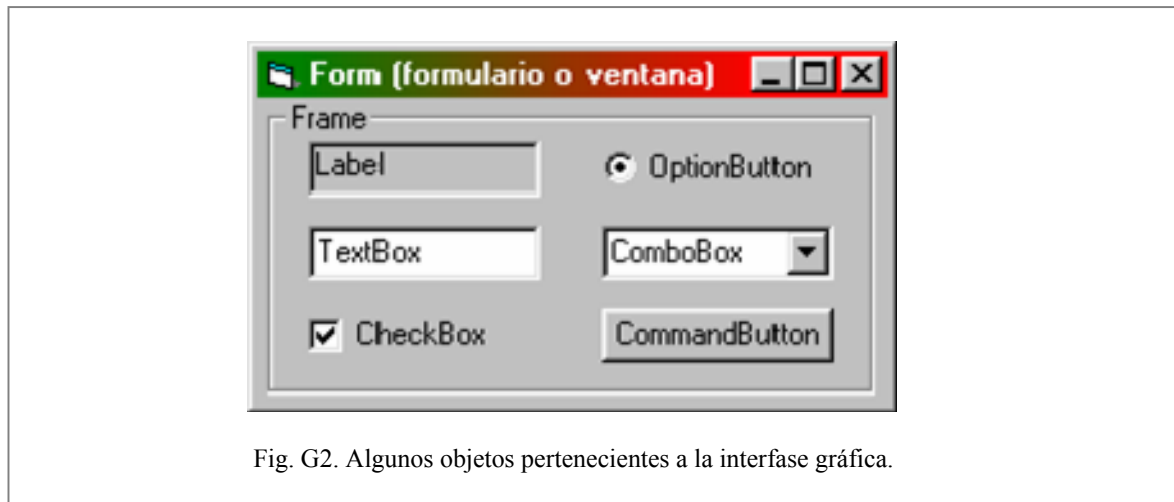 Form (formulario o ventana)
Frame
Label
OptionButton
TextBox
ComboBox
CheckBox
CommandButton
Fig. G2. Algunos objetos pertenecientes a la interfase gráfica.